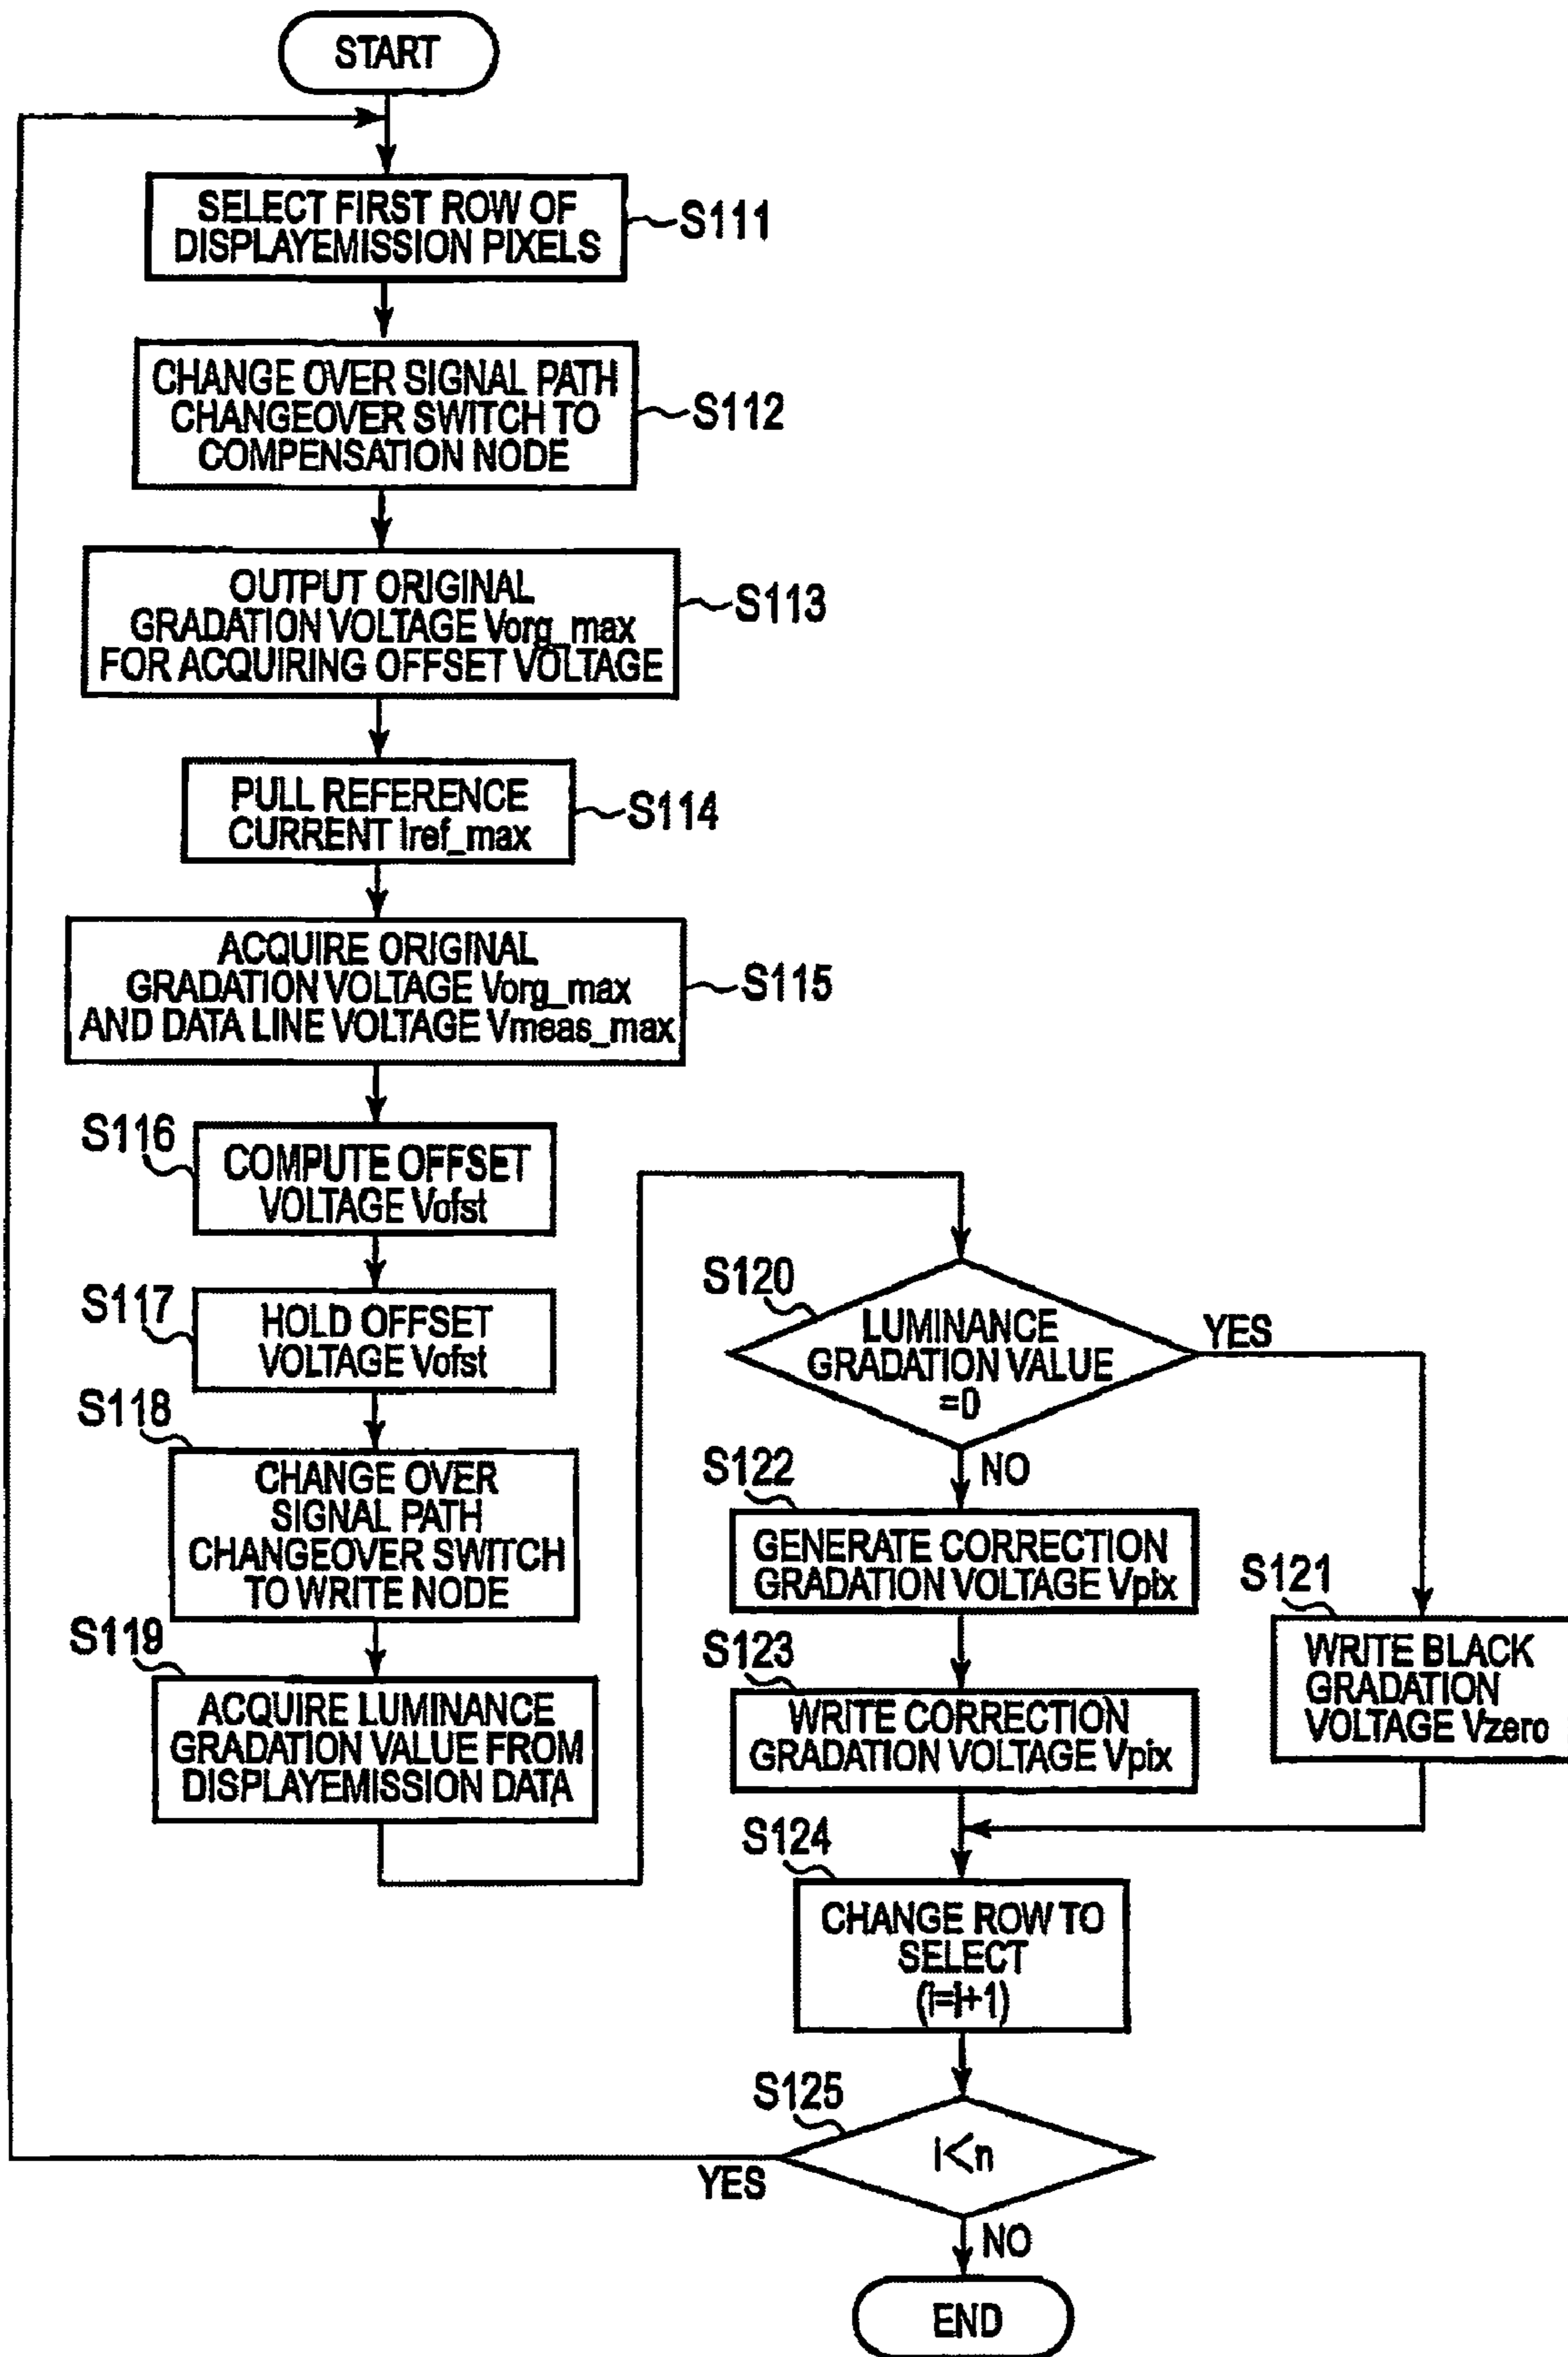 START
SELECT FIRST ROW OF
DISPLAYEMISSION PIXELS
S111
CHANGE OVER SIGNAL PATH
CHANGEOVER SWITCH TO
COMPENSATION NODE
S112
OUTPUT ORIGINAL
GRADATION VOLTAGE Vorg_max
FOR ACQUIRING OFFSET VOLTAGE
S113
PULL REFERENCE
CURRENT Iref_max
S114
ACQUIRE ORIGINAL
GRADATION VOLTAGE Vorg_max
AND DATA LINE VOLTAGE Vmeas_max
S115
S116
COMPUTE OFFSET
VOLTAGE Vofst
S117
HOLD OFFSET
VOLTAGE Vofst
S118
CHANGE OVER
SIGNAL PATH
CHANGEOVER SWITCH
TO WRITE NODE
S119
ACQUIRE LUMINANCE
GRADATION VALUE FROM
DISPLAYEMISSION DATA
S120
LUMINANCE
GRADATION VALUE
=0
YES
NO
S121
WRITE BLACK
GRADATION
VOLTAGE Vzero
S122
GENERATE CORRECTION
GRADATION VOLTAGE Vpix
S123
WRITE CORRECTION
GRADATION VOLTAGE Vpix
S124
CHANGE ROW TO
SELECT
(i=i+1)
S125
i<n
YES
NO
END